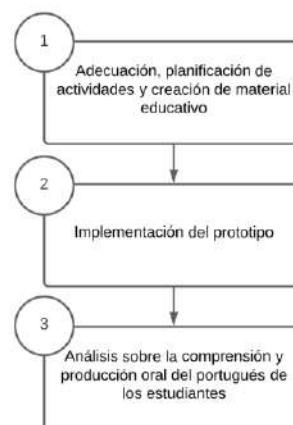 1
Adecuación, planificación de
actividades y creación de material
educativo
2
Implementación del prototipo
3
Análisis sobre la comprensión y
producción oral del portugués de
los estudiantes